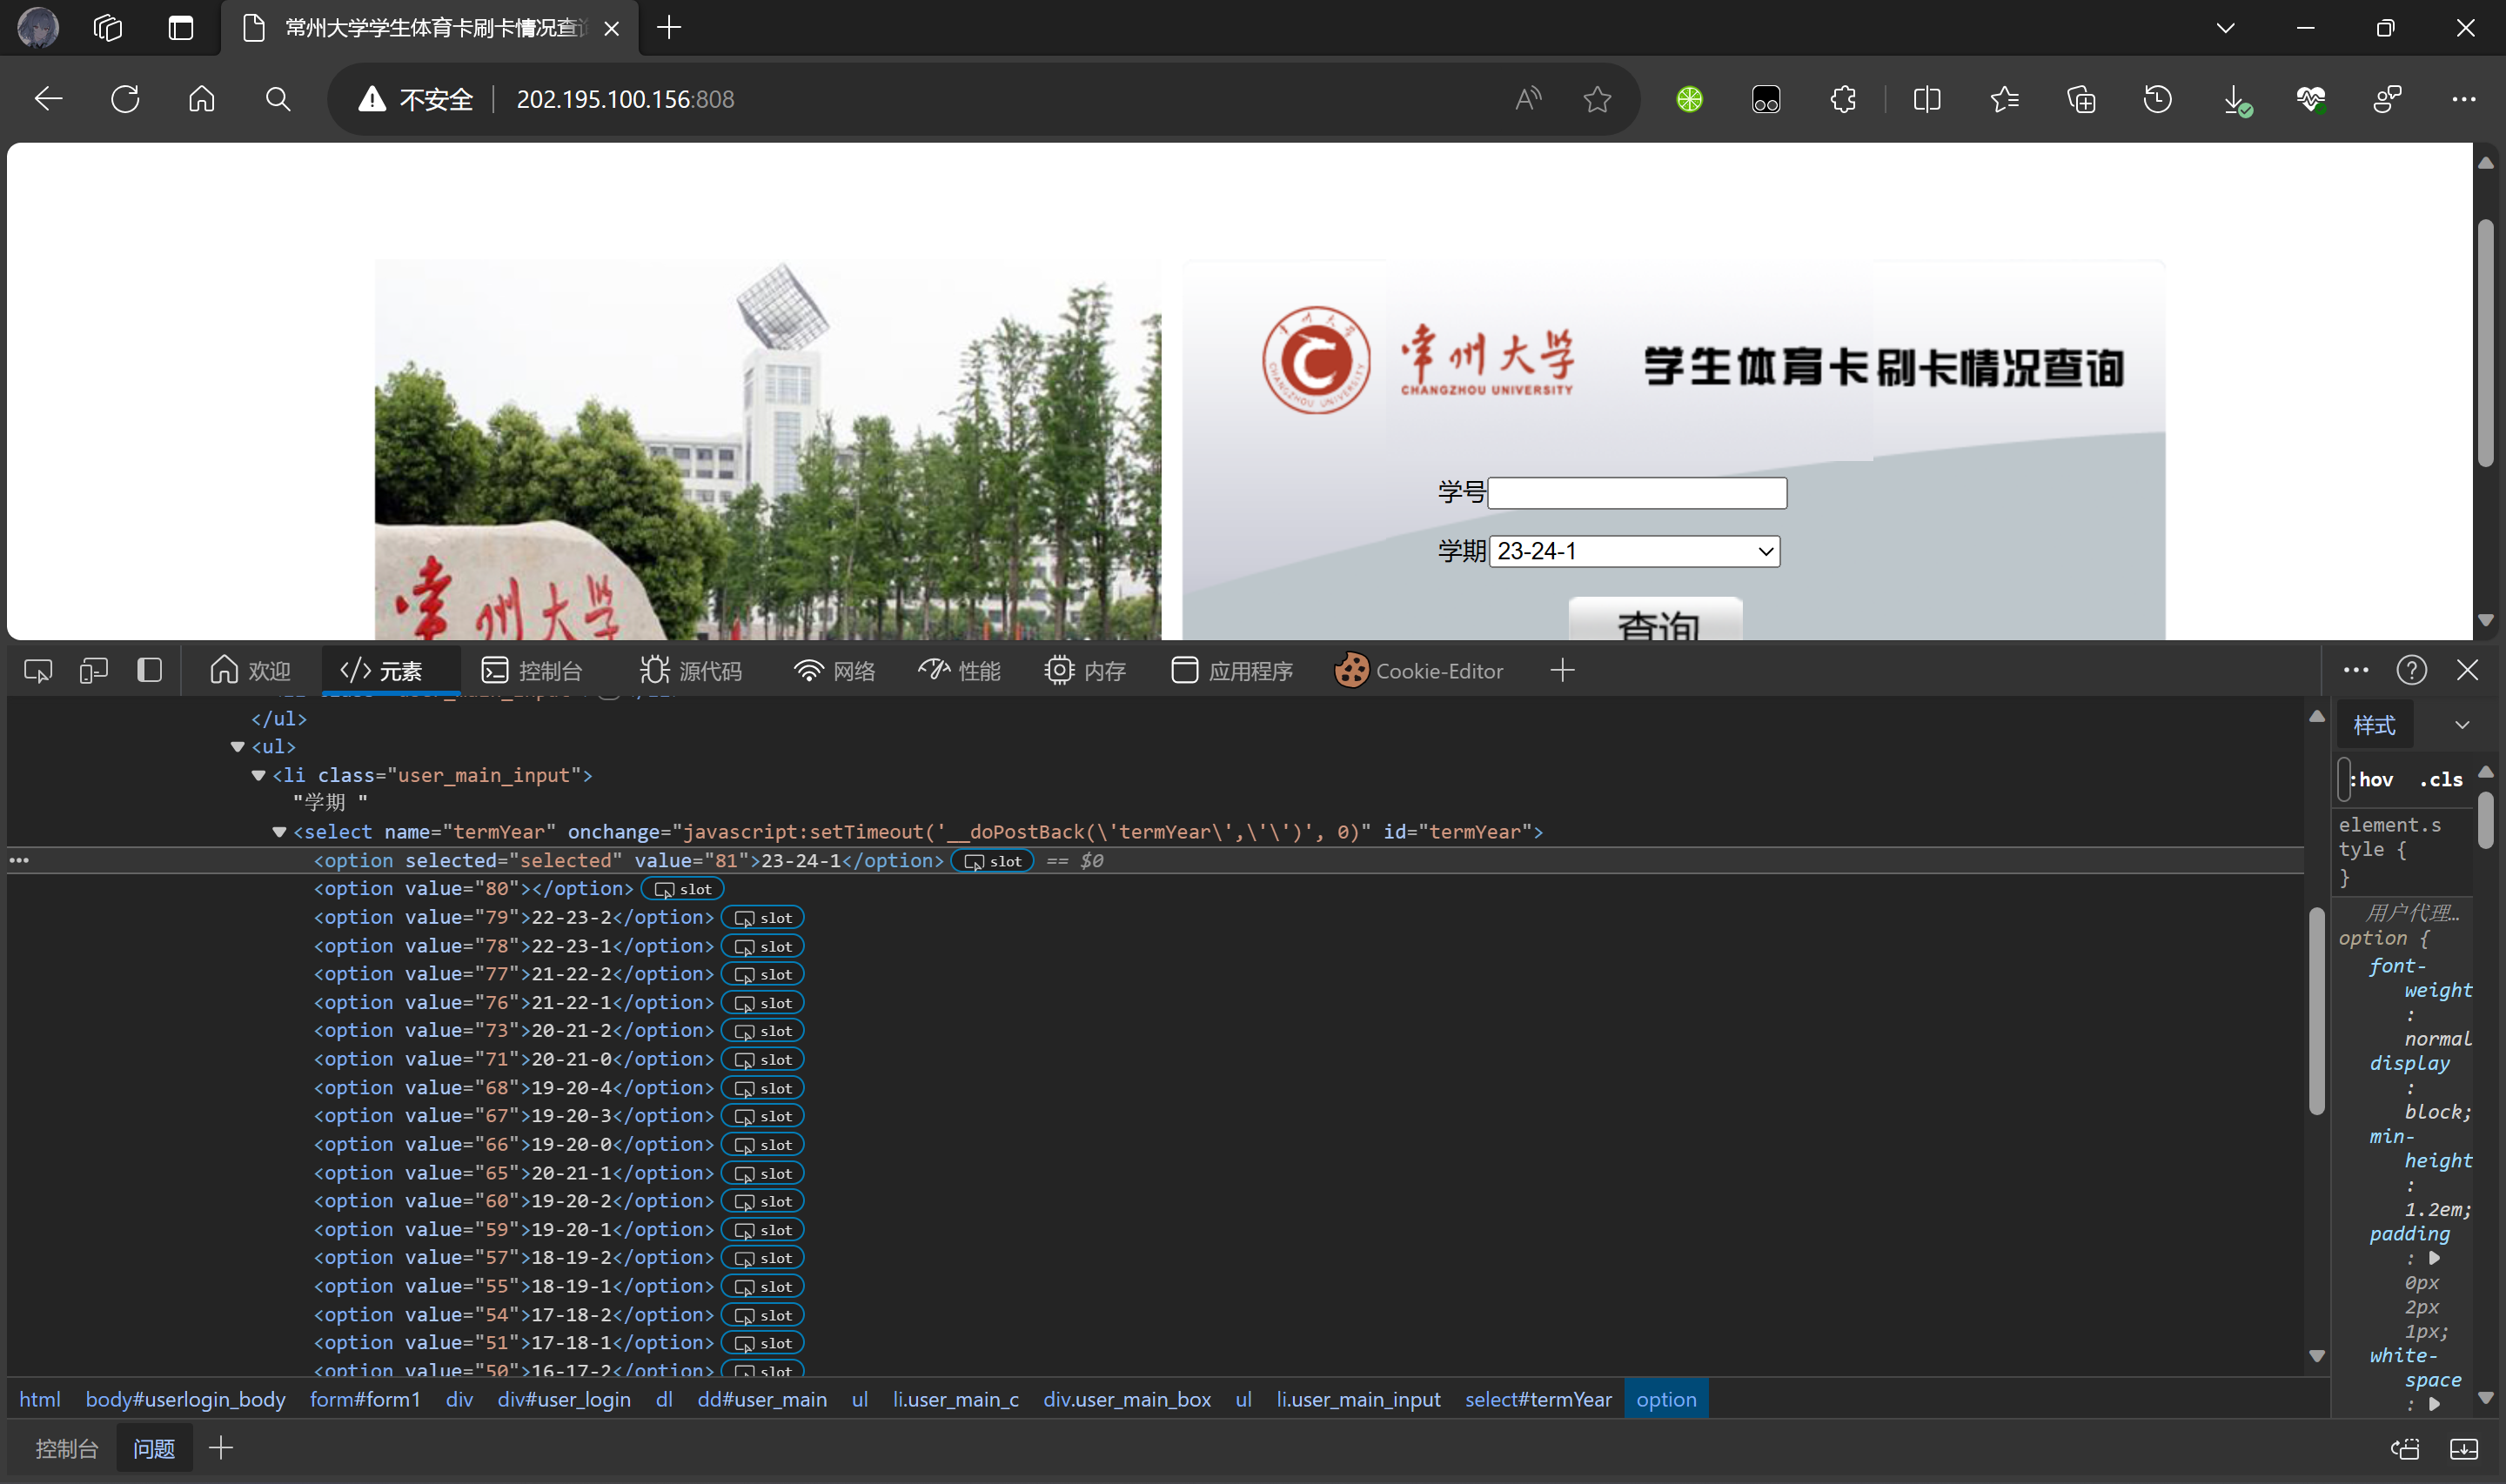 常州大学学生体育卡刷卡情况查
不安全 202.195.100.156:808
常州大学
CHANGZHOU UNIVERSITY
学生体育卡刷卡情况查询
学号
学期 23-24-1
查询
常州大学
欢迎 元素 控制台 源代码 网络 性能 内存 应用程序 Cookie-Editor
</ul>
<ul>
<li class="user_main_input">
"学期 "
<select name="termYear" onchange="javascript:setTimeout('__doPostBack(\'termYear\',\'\')', 0)" id="termYear">
<option selected="selected" value="81">23-24-1</option> slot == $0
<option value="80"></option> slot
<option value="79">22-23-2</option> slot
<option value="78">22-23-1</option> slot
<option value="77">21-22-2</option> slot
<option value="76">21-22-1</option> slot
<option value="73">20-21-2</option> slot
<option value="71">20-21-0</option> slot
<option value="68">19-20-4</option> slot
<option value="67">19-20-3</option> slot
<option value="66">19-20-0</option> slot
<option value="65">20-21-1</option> slot
<option value="60">19-20-2</option> slot
<option value="59">19-20-1</option> slot
<option value="57">18-19-2</option> slot
<option value="55">18-19-1</option> slot
<option value="54">17-18-2</option> slot
<option value="51">17-18-1</option> slot
<option value="50">16-17-2</option> slot
样式
:hov .cls
element.s
tyle {
}
用户代理…
option {
font-
weight
:
normal
display
:
block;
min-
height
:
1.2em;
padding
:
0px
2px
1px;
white-
space
:
html body#userlogin_body form#form1 div div#user_login dl dd#user_main ul li.user_main_c div.user_main_box ul li.user_main_input select#termYear option
控制台 问题